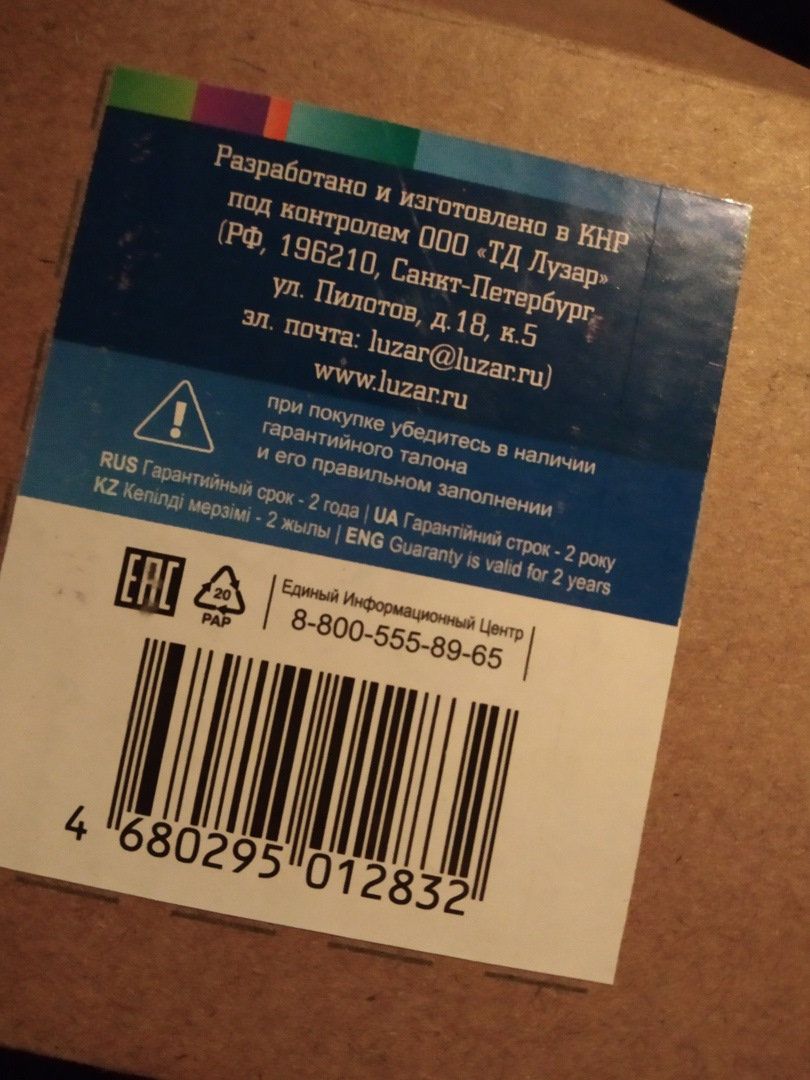 Разработано и изготовлено в КНР
под контролем ООО «ТД Лузар»
(РФ, 196210, Санкт-Петербург,
ул. Пилотов, д.18, к.5
эл. почта: luzar@luzar.ru)
www.luzar.ru
при покупке убедитесь в наличии
гарантийного талона
и его правильном заполнении
RUS Гарантийный срок - 2 года | UA Гарантійний строк - 2 року
KZ Кепілді мерзімі - 2 жылы | ENG Guaranty is valid for 2 years
EAC
20
PAP
Единый Информационный Центр
8-800-555-89-65
4 680295 012832